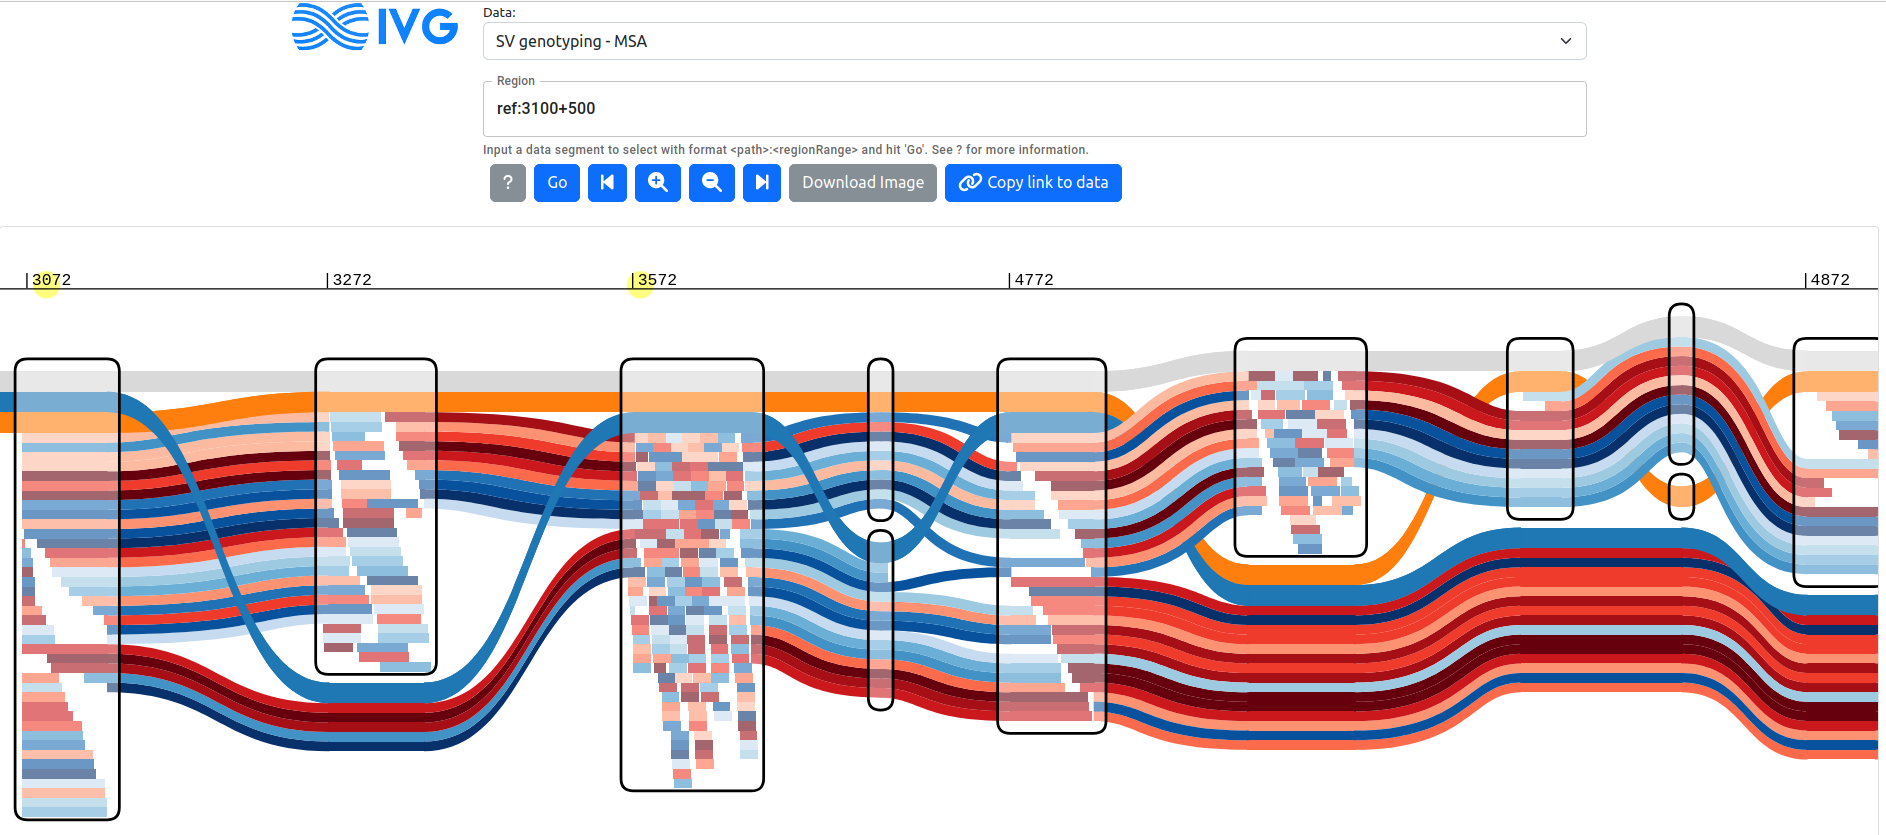 IVG
Data:
SV genotyping - MSA
Region
ref:3100+500
Input a data segment to select with format <path>:<regionRange> and hit 'Go'. See ? for more information.
? Go Download Image Copy link to data
|3072 |3272 |3572 |4772 |4872